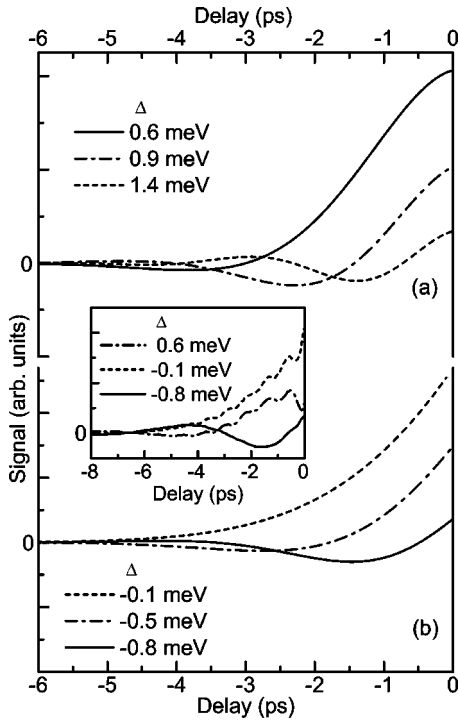 Delay (ps)
-6 -5 -4 -3 -2 -1 0
Δ
0.6 meV
0.9 meV
1.4 meV
0
(a)
Signal (arb. units)
Δ
0.6 meV
-0.1 meV
-0.8 meV
0
-8 -6 -4 -2 0
Delay (ps)
0
Δ
-0.1 meV
-0.5 meV
-0.8 meV
(b)
-6 -5 -4 -3 -2 -1 0
Delay (ps)